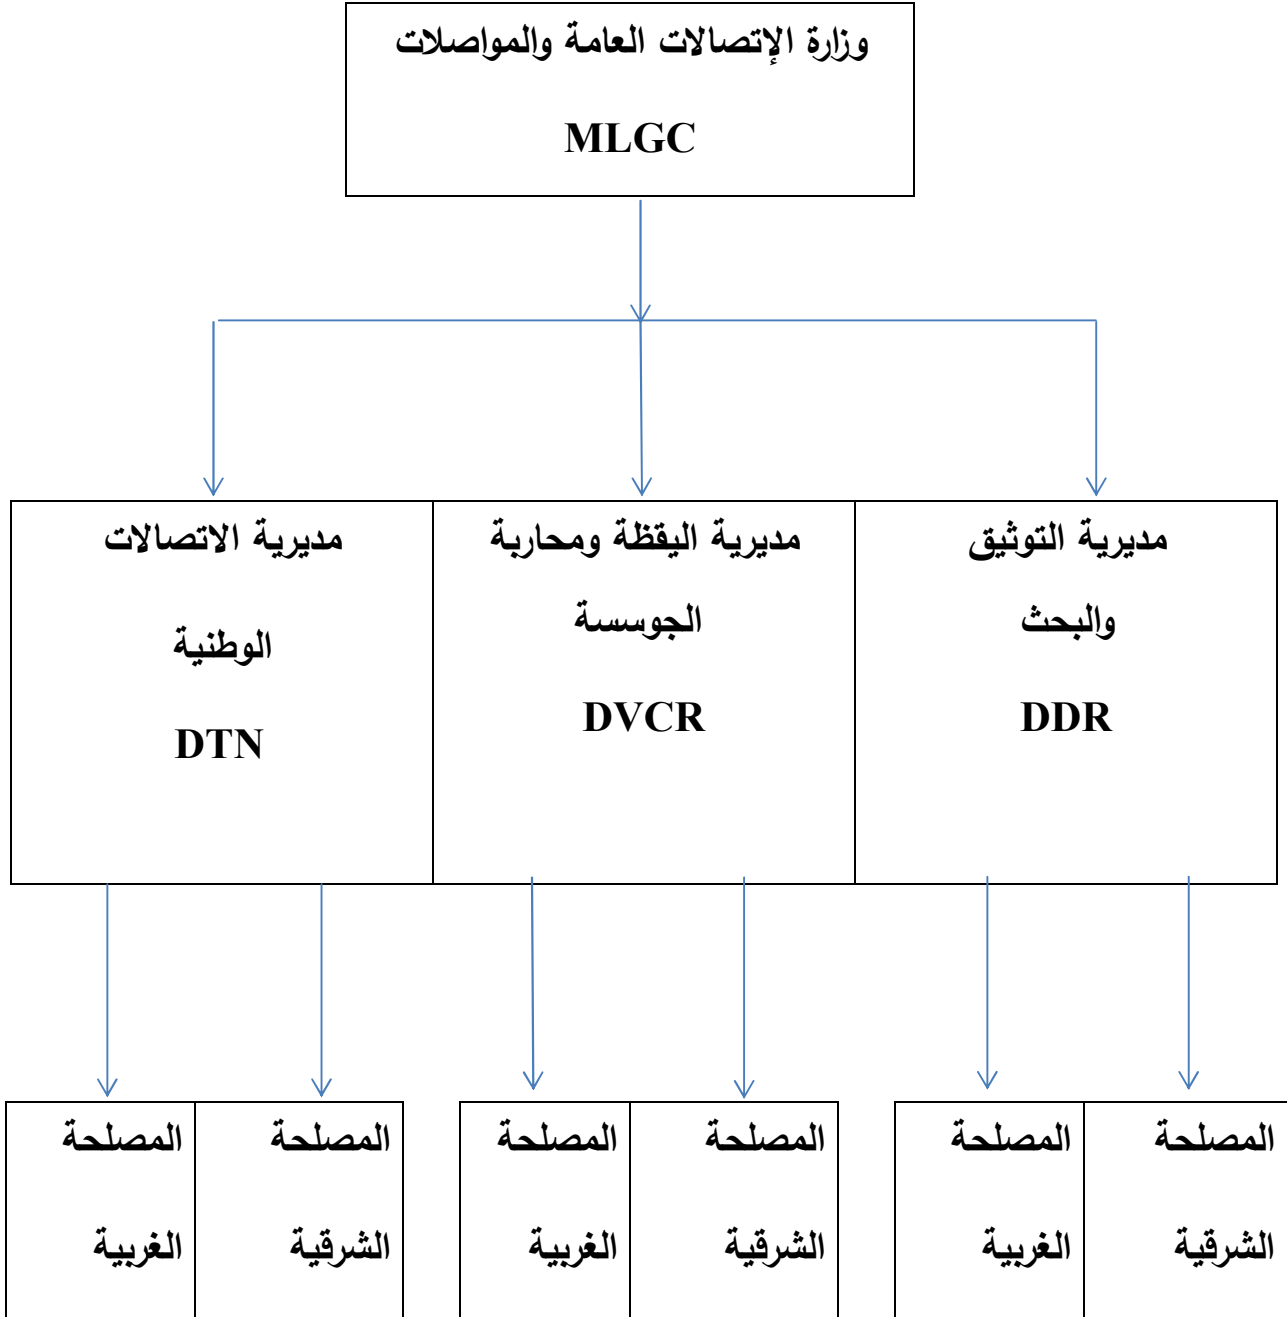 وزارة الإتصالات العامة والمواصلات
MLGC
مديرية التوثيق
والبحث
DDR
مديرية اليقظة ومحاربة
الجوسسة
DVCR
مديرية الاتصالات
الوطنية
DTN
المصلحة
الشرقية
المصلحة
الغربية
المصلحة
الشرقية
المصلحة
الغربية
المصلحة
الشرقية
المصلحة
الغربية